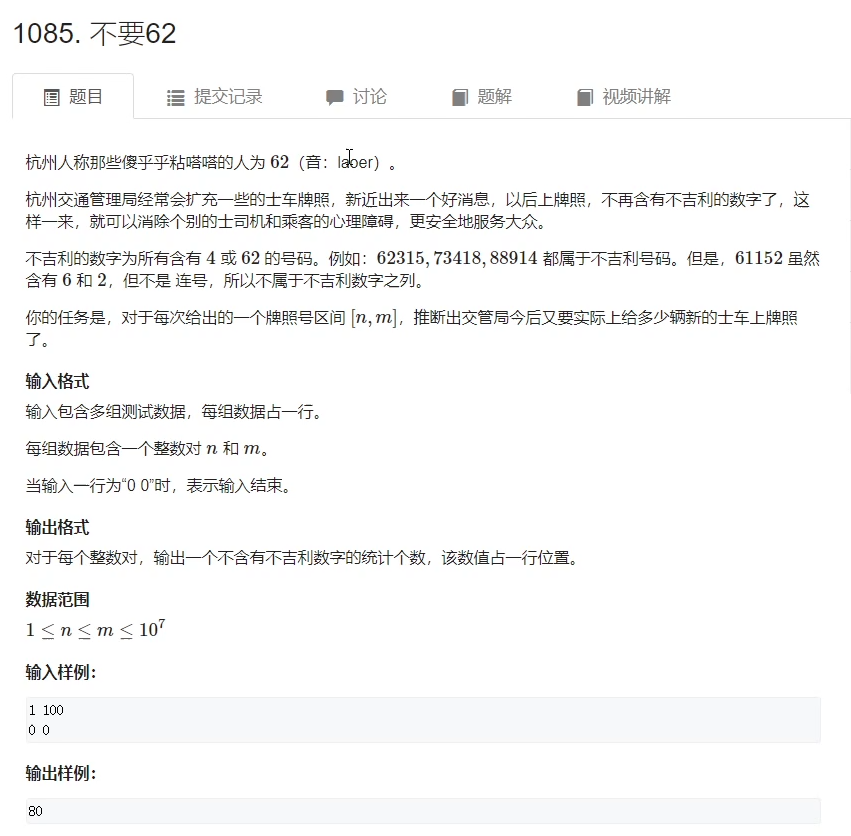 1085. 不要62
题目 提交记录 讨论 题解 视频讲解
杭州人称那些傻乎乎粘嗒嗒的人为 62（音：laoer）。
杭州交通管理局经常会扩充一些的士车牌照，新近出来一个好消息，以后上牌照，不再含有不吉利的数字了，这
样一来，就可以消除个别的士司机和乘客的心理障碍，更安全地服务大众。
不吉利的数字为所有含有 4 或 62 的号码。例如：62315, 73418, 88914 都属于不吉利号码。但是，61152 虽然
含有 6 和 2，但不是 连号，所以不属于不吉利数字之列。
你的任务是，对于每次给出的一个牌照号区间 [n, m]，推断出交管局今后又要实际上给多少辆新的士车上牌照
了。
输入格式
输入包含多组测试数据，每组数据占一行。
每组数据包含一个整数对 n 和 m。
当输入一行为“0 0”时，表示输入结束。
输出格式
对于每个整数对，输出一个不含有不吉利数字的统计个数，该数值占一行位置。
数据范围
1 ≤ n ≤ m ≤ 10⁷
输入样例：
1 100
0 0
输出样例：
80